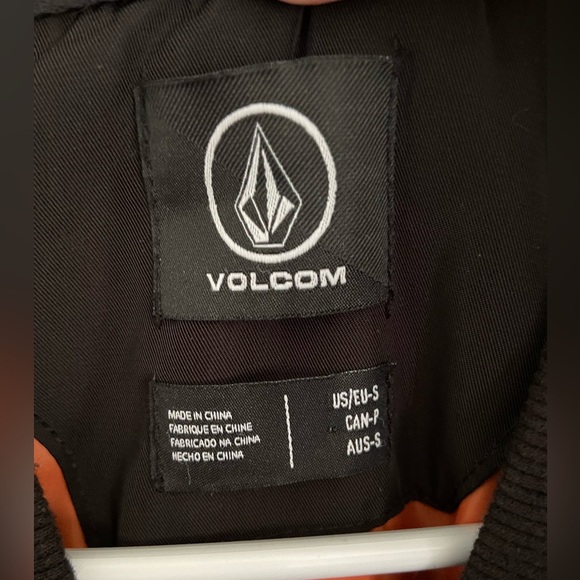 VOLCOM
MADE IN CHINA
FABRIQUE EN CHINE
FABRICADO NA CHINA
HECHO EN CHINA
US/EU-S
CAN-P
AUS-S